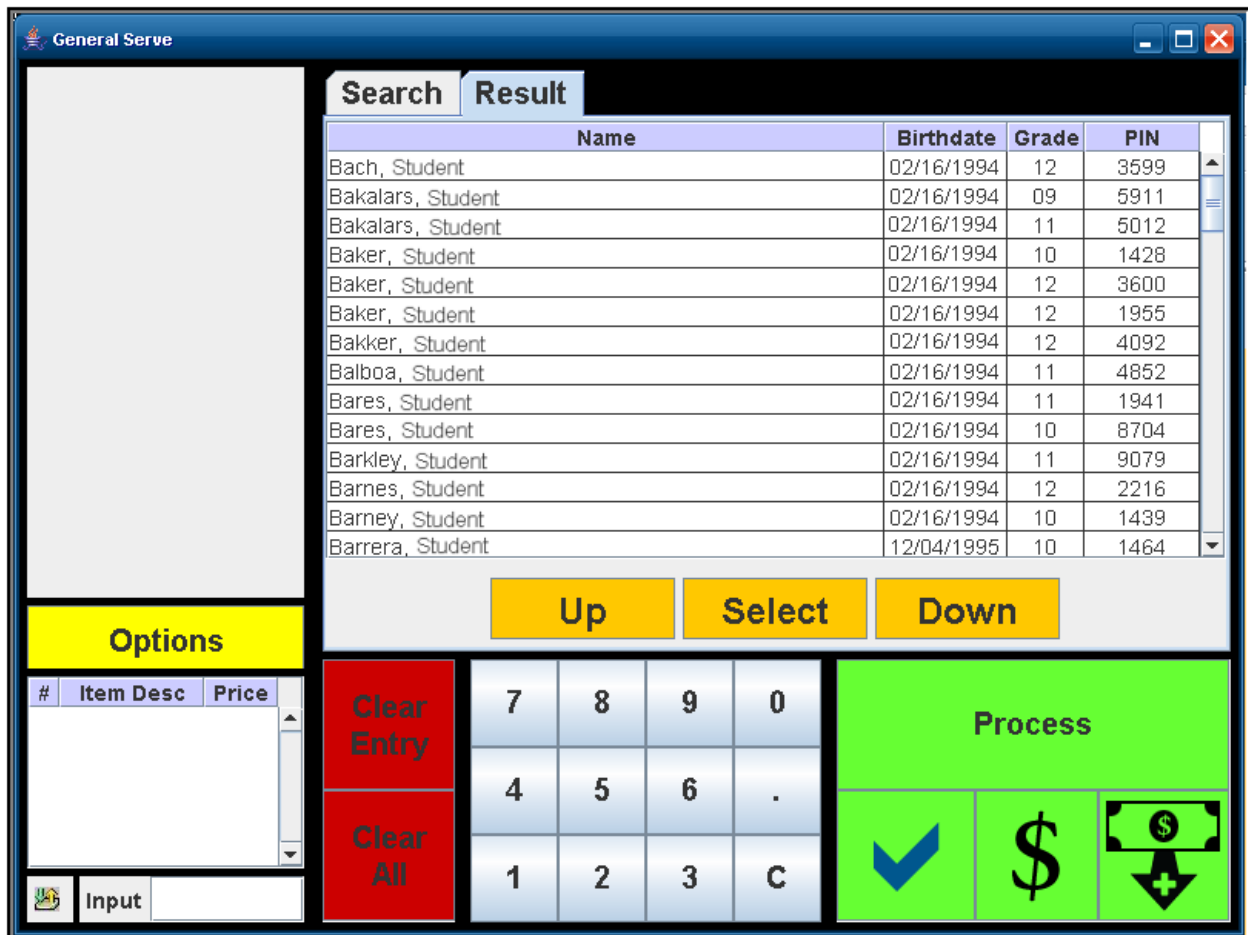 General Serve
Search Result
Name Birthdate Grade PIN
Bach, Student 02/16/1994 12 3599
Bakalars, Student 02/16/1994 09 5911
Bakalars, Student 02/16/1994 11 5012
Baker, Student 02/16/1994 10 1428
Baker, Student 02/16/1994 12 3600
Baker, Student 02/16/1994 12 1955
Bakker, Student 02/16/1994 12 4092
Balboa, Student 02/16/1994 11 4852
Bares, Student 02/16/1994 11 1941
Bares, Student 02/16/1994 10 8704
Barkley, Student 02/16/1994 11 9079
Barnes, Student 02/16/1994 12 2216
Barney, Student 02/16/1994 10 1439
Barrera, Student 12/04/1995 10 1464
Up Select Down
Options
# Item Desc Price
Input
Clear
Entry
Clear
All
7 8 9 0
4 5 6 .
1 2 3 C
Process
$
$